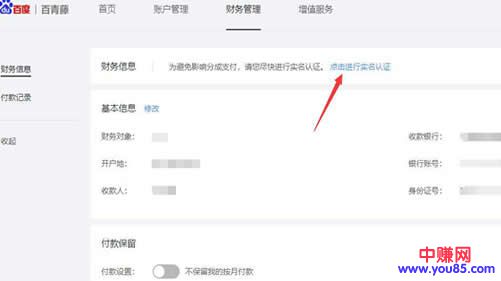 Bai百度 百青藤 首页 账户管理 财务管理 增值服务
财务信息
付款记录
收起
财务信息 为避免影响分成支付，请您尽快进行实名认证。点击进行实名认证
基本信息 修改
财务对象： 收款银行：
开户地： 银行账号：
收款人： 身份证号：
付款保留
付款设置： 不保留我的按月付款
中赚网
www.you85.com